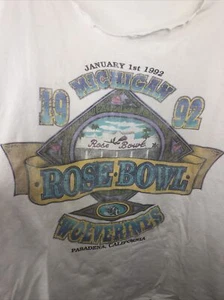 JANUARY 1st 1992
MICHIGAN
19 92
Rose Bowl
ROSE BOWL
WOLVERINES
PASADENA, CALIFORNIA